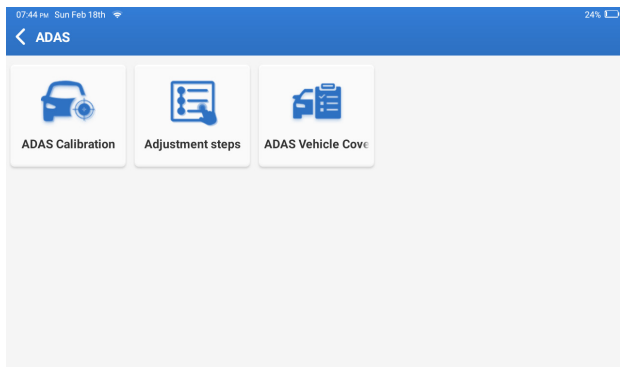 07:44 PM Sun Feb 18th 24%
ADAS
ADAS Calibration
Adjustment steps
ADAS Vehicle Cove